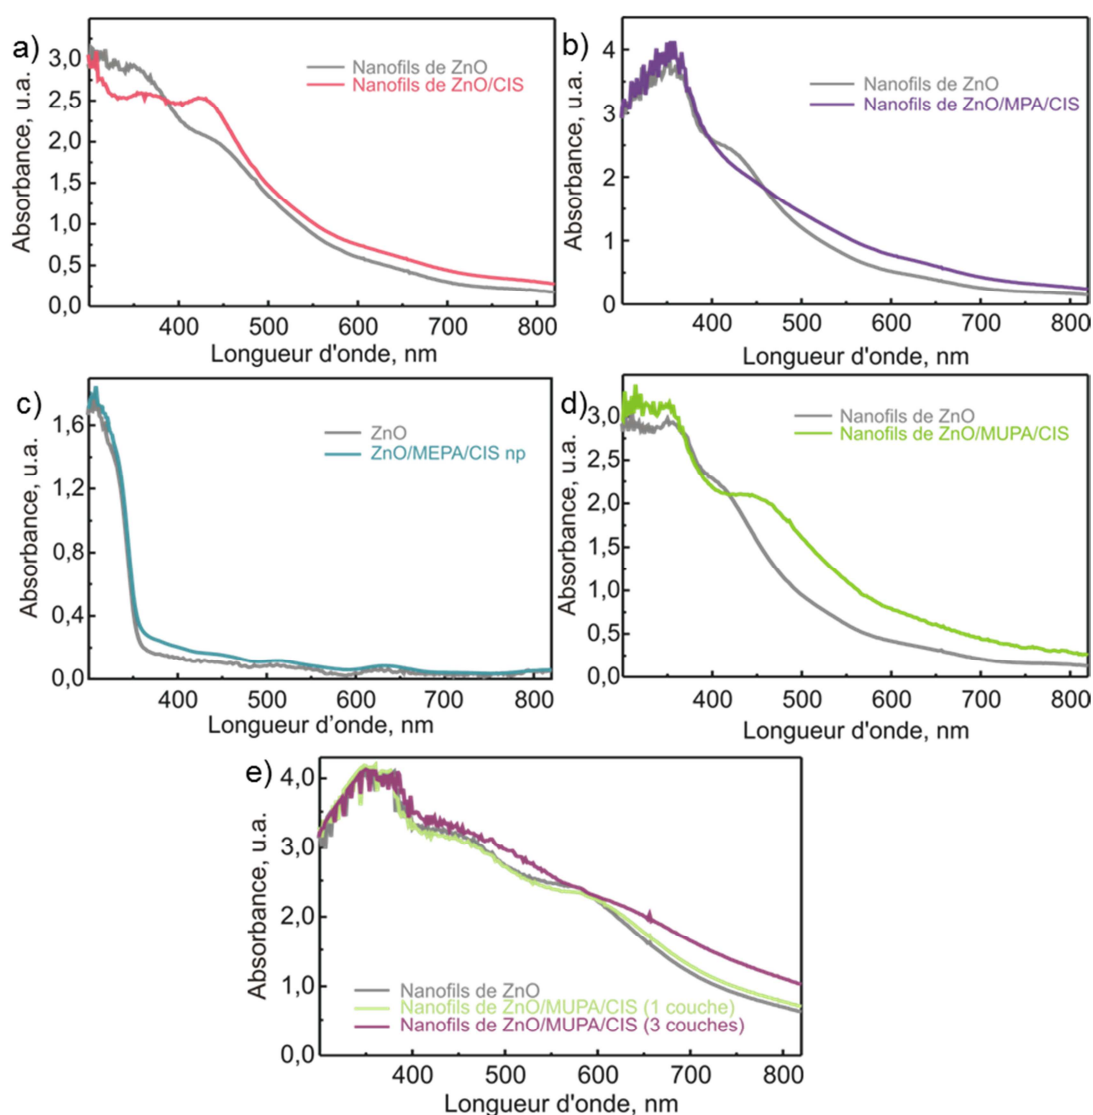 a)
Absorbance, u.a.
3,0
2,5
2,0
1,5
1,0
0,5
0,0
Nanofils de ZnO
Nanofils de ZnO/CIS
400 500 600 700 800
Longueur d'onde, nm
b)
Absorbance, u.a.
4
3
2
1
0
Nanofils de ZnO
Nanofils de ZnO/MPA/CIS
400 500 600 700 800
Longueur d'onde, nm
c)
Absorbance, u.a.
1,6
1,2
0,8
0,4
0,0
ZnO
ZnO/MEPA/CIS np
400 500 600 700 800
Longueur d’onde, nm
d)
Absorbance, u.a.
3,0
2,5
2,0
1,5
1,0
0,5
0,0
Nanofils de ZnO
Nanofils de ZnO/MUPA/CIS
400 500 600 700 800
Longueur d'onde, nm
e)
Absorbance, u.a.
4,0
3,0
2,0
1,0
0,0
Nanofils de ZnO
Nanofils de ZnO/MUPA/CIS (1 couche)
Nanofils de ZnO/MUPA/CIS (3 couches)
400 500 600 700 800
Longueur d'onde, nm